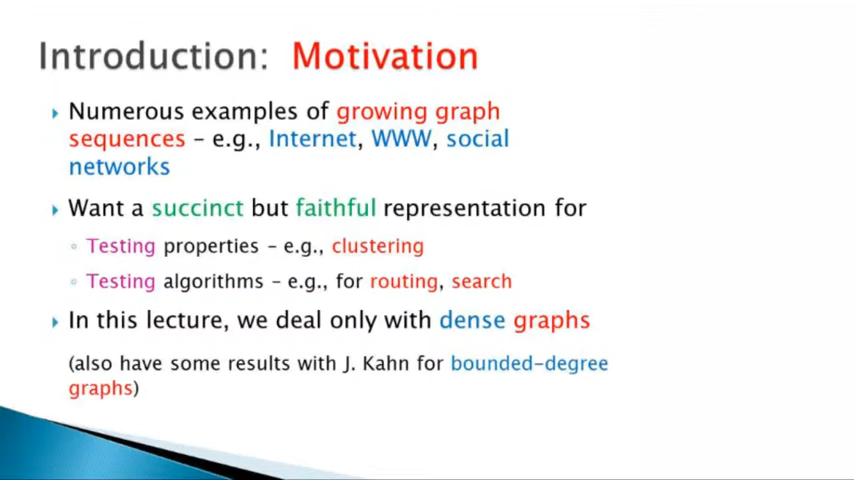 Introduction: Motivation
Numerous examples of growing graph
sequences – e.g., Internet, WWW, social
networks
Want a succinct but faithful representation for
Testing properties – e.g., clustering
Testing algorithms – e.g., for routing, search
In this lecture, we deal only with dense graphs
(also have some results with J. Kahn for bounded-degree
graphs)